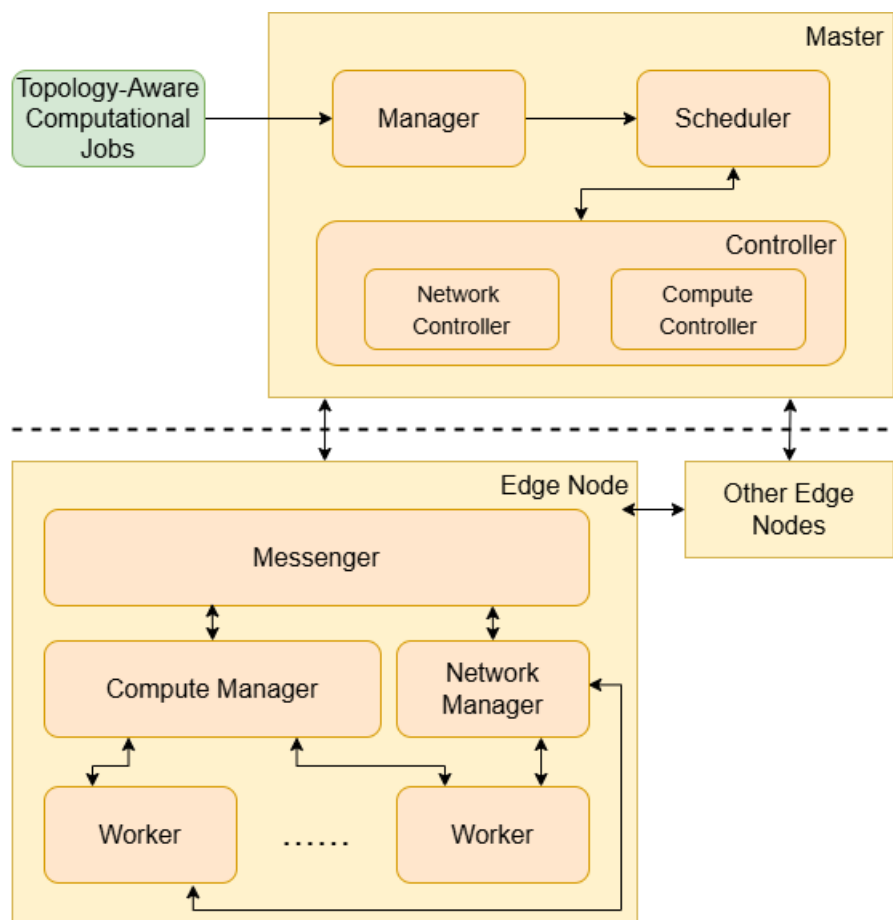 Master
Topology-Aware
Computational
Jobs
Manager
Scheduler
Controller
Network
Controller
Compute
Controller
Edge Node
Other Edge
Nodes
Messenger
Compute Manager
Network
Manager
Worker
......
Worker